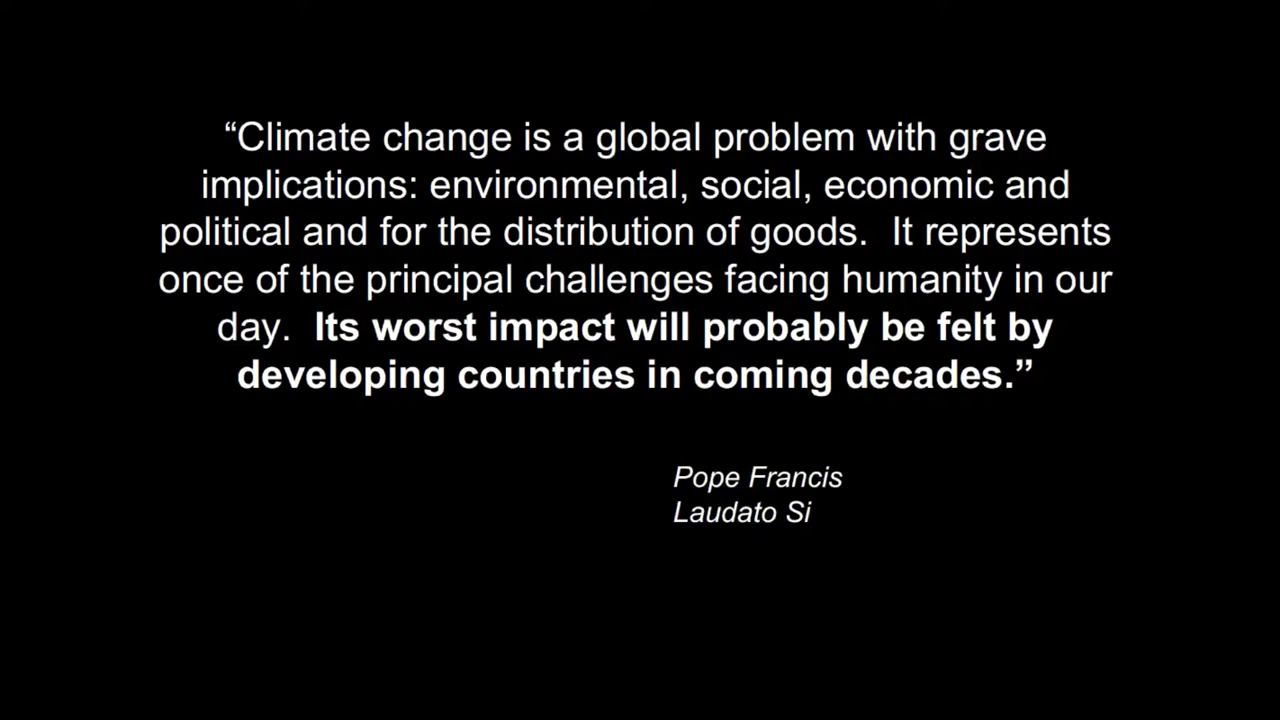 “Climate change is a global problem with grave
implications: environmental, social, economic and
political and for the distribution of goods.  It represents
once of the principal challenges facing humanity in our
day.  Its worst impact will probably be felt by
developing countries in coming decades.”
Pope Francis
Laudato Si